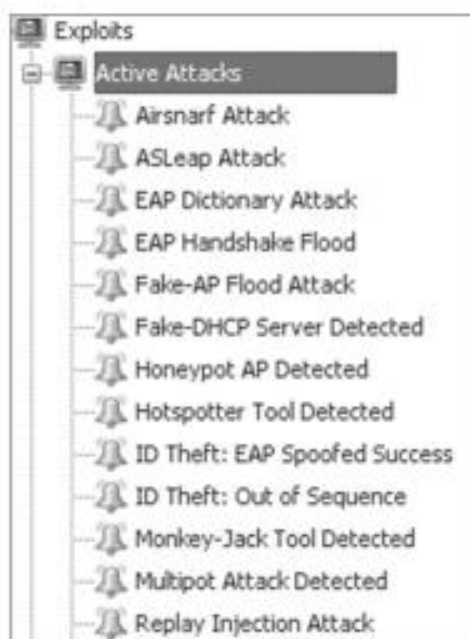 Exploits
Active Attacks
Airsnarf Attack
ASLeap Attack
EAP Dictionary Attack
EAP Handshake Flood
Fake-AP Flood Attack
Fake-DHCP Server Detected
Honeypot AP Detected
Hotspotter Tool Detected
ID Theft: EAP Spoofed Success
ID Theft: Out of Sequence
Monkey-Jack Tool Detected
Multipot Attack Detected
Replay Injection Attack